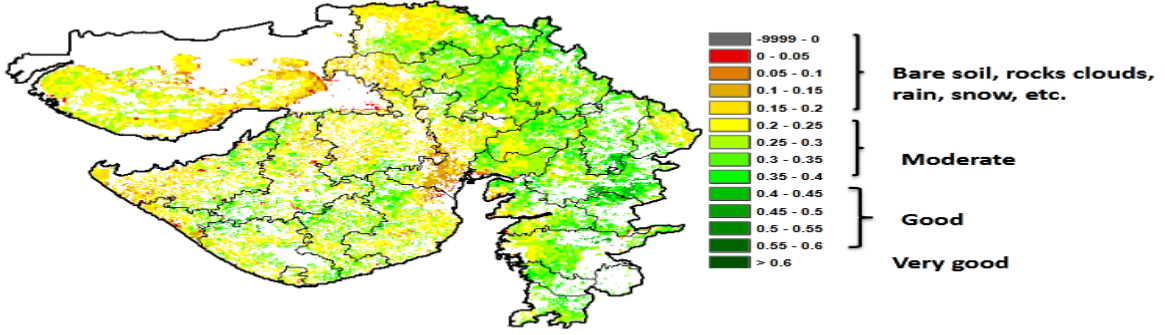 -9999 - 0
0 - 0.05
0.05 - 0.1
0.1 - 0.15
0.15 - 0.2
0.2 - 0.25
0.25 - 0.3
0.3 - 0.35
0.35 - 0.4
0.4 - 0.45
0.45 - 0.5
0.5 - 0.55
0.55 - 0.6
> 0.6
Bare soil, rocks clouds,
rain, snow, etc.
Moderate
Good
Very good